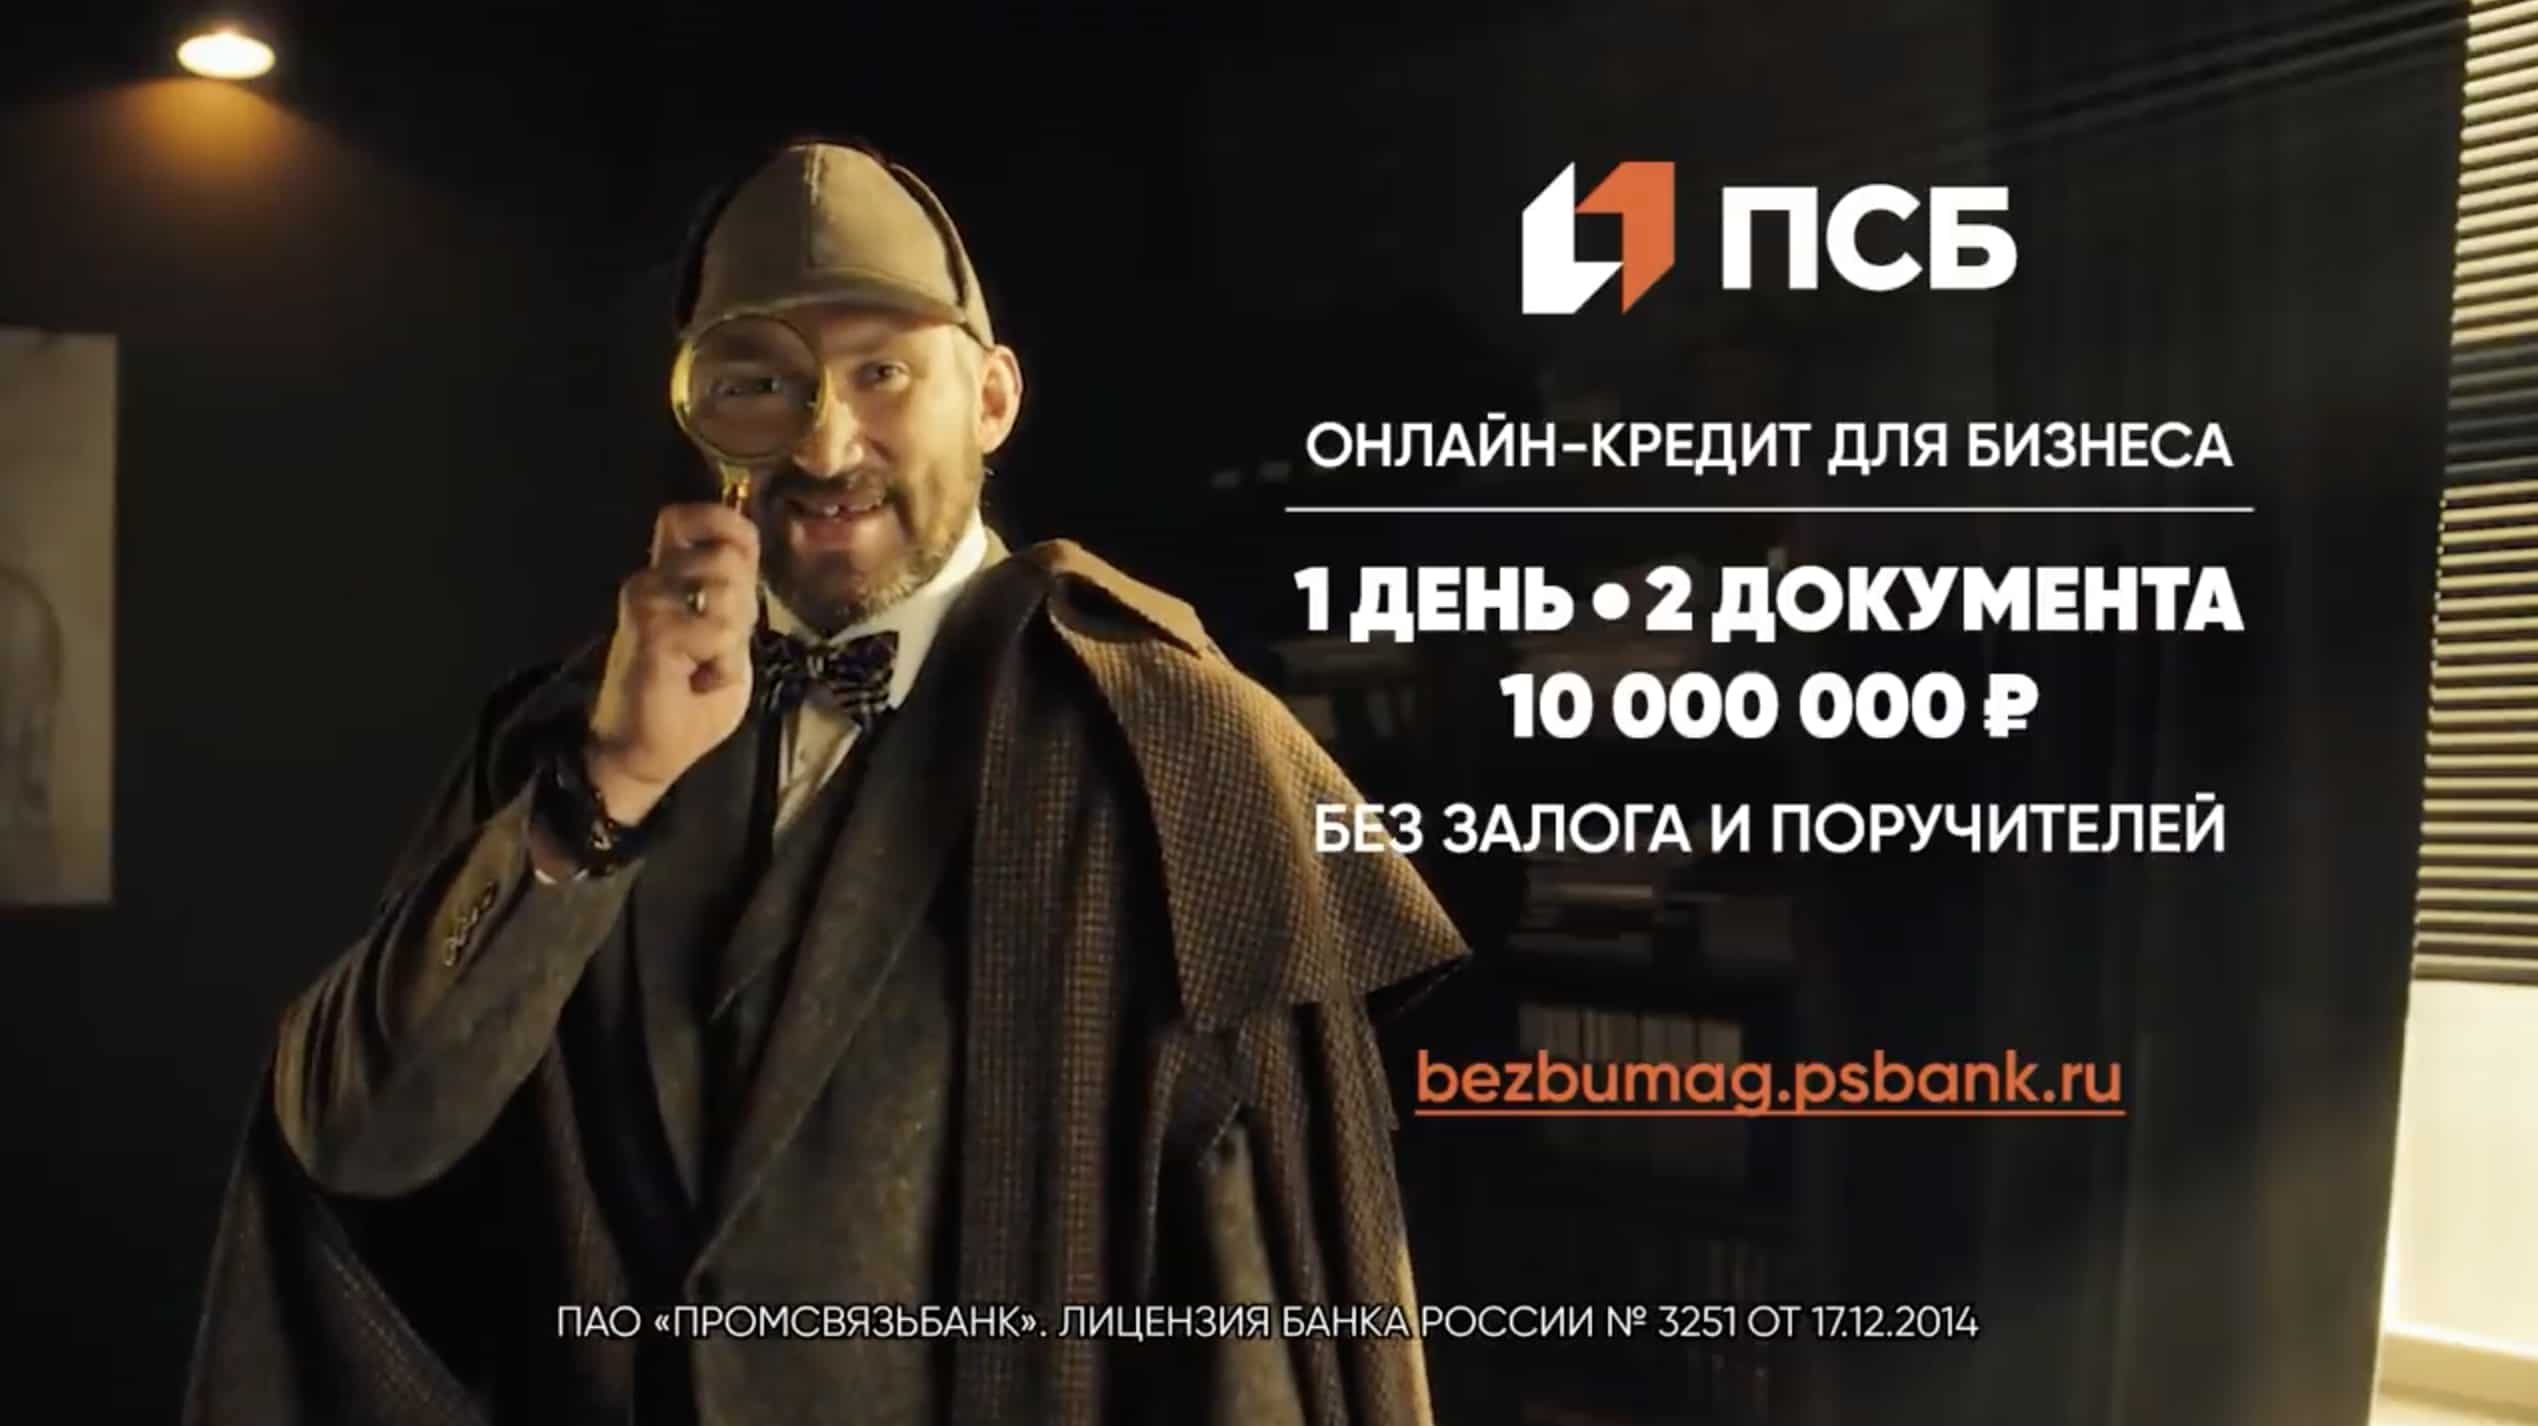 ПСБ
ОНЛАЙН-КРЕДИТ ДЛЯ БИЗНЕСА
1 ДЕНЬ • 2 ДОКУМЕНТА
10 000 000 ₽
БЕЗ ЗАЛОГА И ПОРУЧИТЕЛЕЙ
bezbumag.psbank.ru
ПАО «ПРОМСВЯЗЬБАНК». ЛИЦЕНЗИЯ БАНКА РОССИИ № 3251 ОТ 17.12.2014